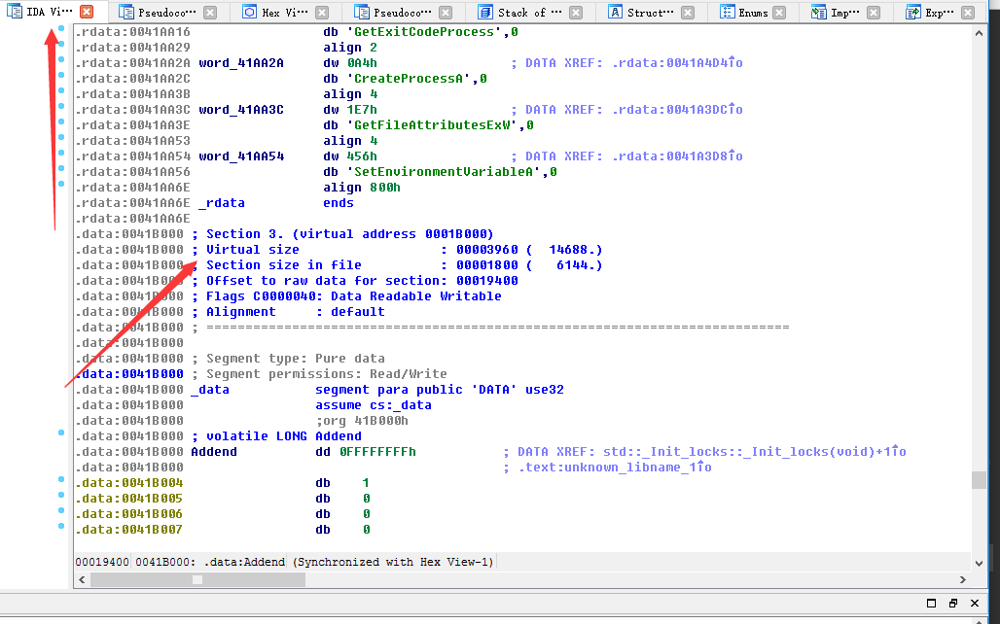 IDA Vi··· Pseudoco··· Hex Vi··· Pseudoco··· Stack of ··· Struct··· Enums Imp··· Exp···
.rdata:0041AA16 db 'GetExitCodeProcess',0
.rdata:0041AA29 align 2
.rdata:0041AA2A word_41AA2A dw 0A4h ; DATA XREF: .rdata:0041A4D4↑o
.rdata:0041AA2C db 'CreateProcessA',0
.rdata:0041AA3B align 4
.rdata:0041AA3C word_41AA3C dw 1E7h ; DATA XREF: .rdata:0041A3DC↑o
.rdata:0041AA3E db 'GetFileAttributesExW',0
.rdata:0041AA53 align 4
.rdata:0041AA54 word_41AA54 dw 456h ; DATA XREF: .rdata:0041A3D8↑o
.rdata:0041AA56 db 'SetEnvironmentVariableA',0
.rdata:0041AA6E align 800h
.rdata:0041AA6E _rdata ends
.rdata:0041AA6E
.data:0041B000 ; Section 3. (virtual address 0001B000)
.data:0041B000 ; Virtual size : 00003960 ( 14688.)
.data:0041B000 ; Section size in file : 00001800 ( 6144.)
.data:0041B000 ; Offset to raw data for section: 00019400
.data:0041B000 ; Flags C0000040: Data Readable Writable
.data:0041B000 ; Alignment : default
.data:0041B000 ; ===========================================================================
.data:0041B000
.data:0041B000 ; Segment type: Pure data
.data:0041B000 ; Segment permissions: Read/Write
.data:0041B000 _data segment para public 'DATA' use32
.data:0041B000 assume cs:_data
.data:0041B000 ;org 41B000h
.data:0041B000 ; volatile LONG Addend
.data:0041B000 Addend dd 0FFFFFFFFh ; DATA XREF: std::_Init_locks::_Init_locks(void)+1↑o
.data:0041B000 ; .text:unknown_libname_1↑o
.data:0041B004 db 1
.data:0041B005 db 0
.data:0041B006 db 0
.data:0041B007 db 0
00019400 0041B000: .data:Addend (Synchronized with Hex View-1)